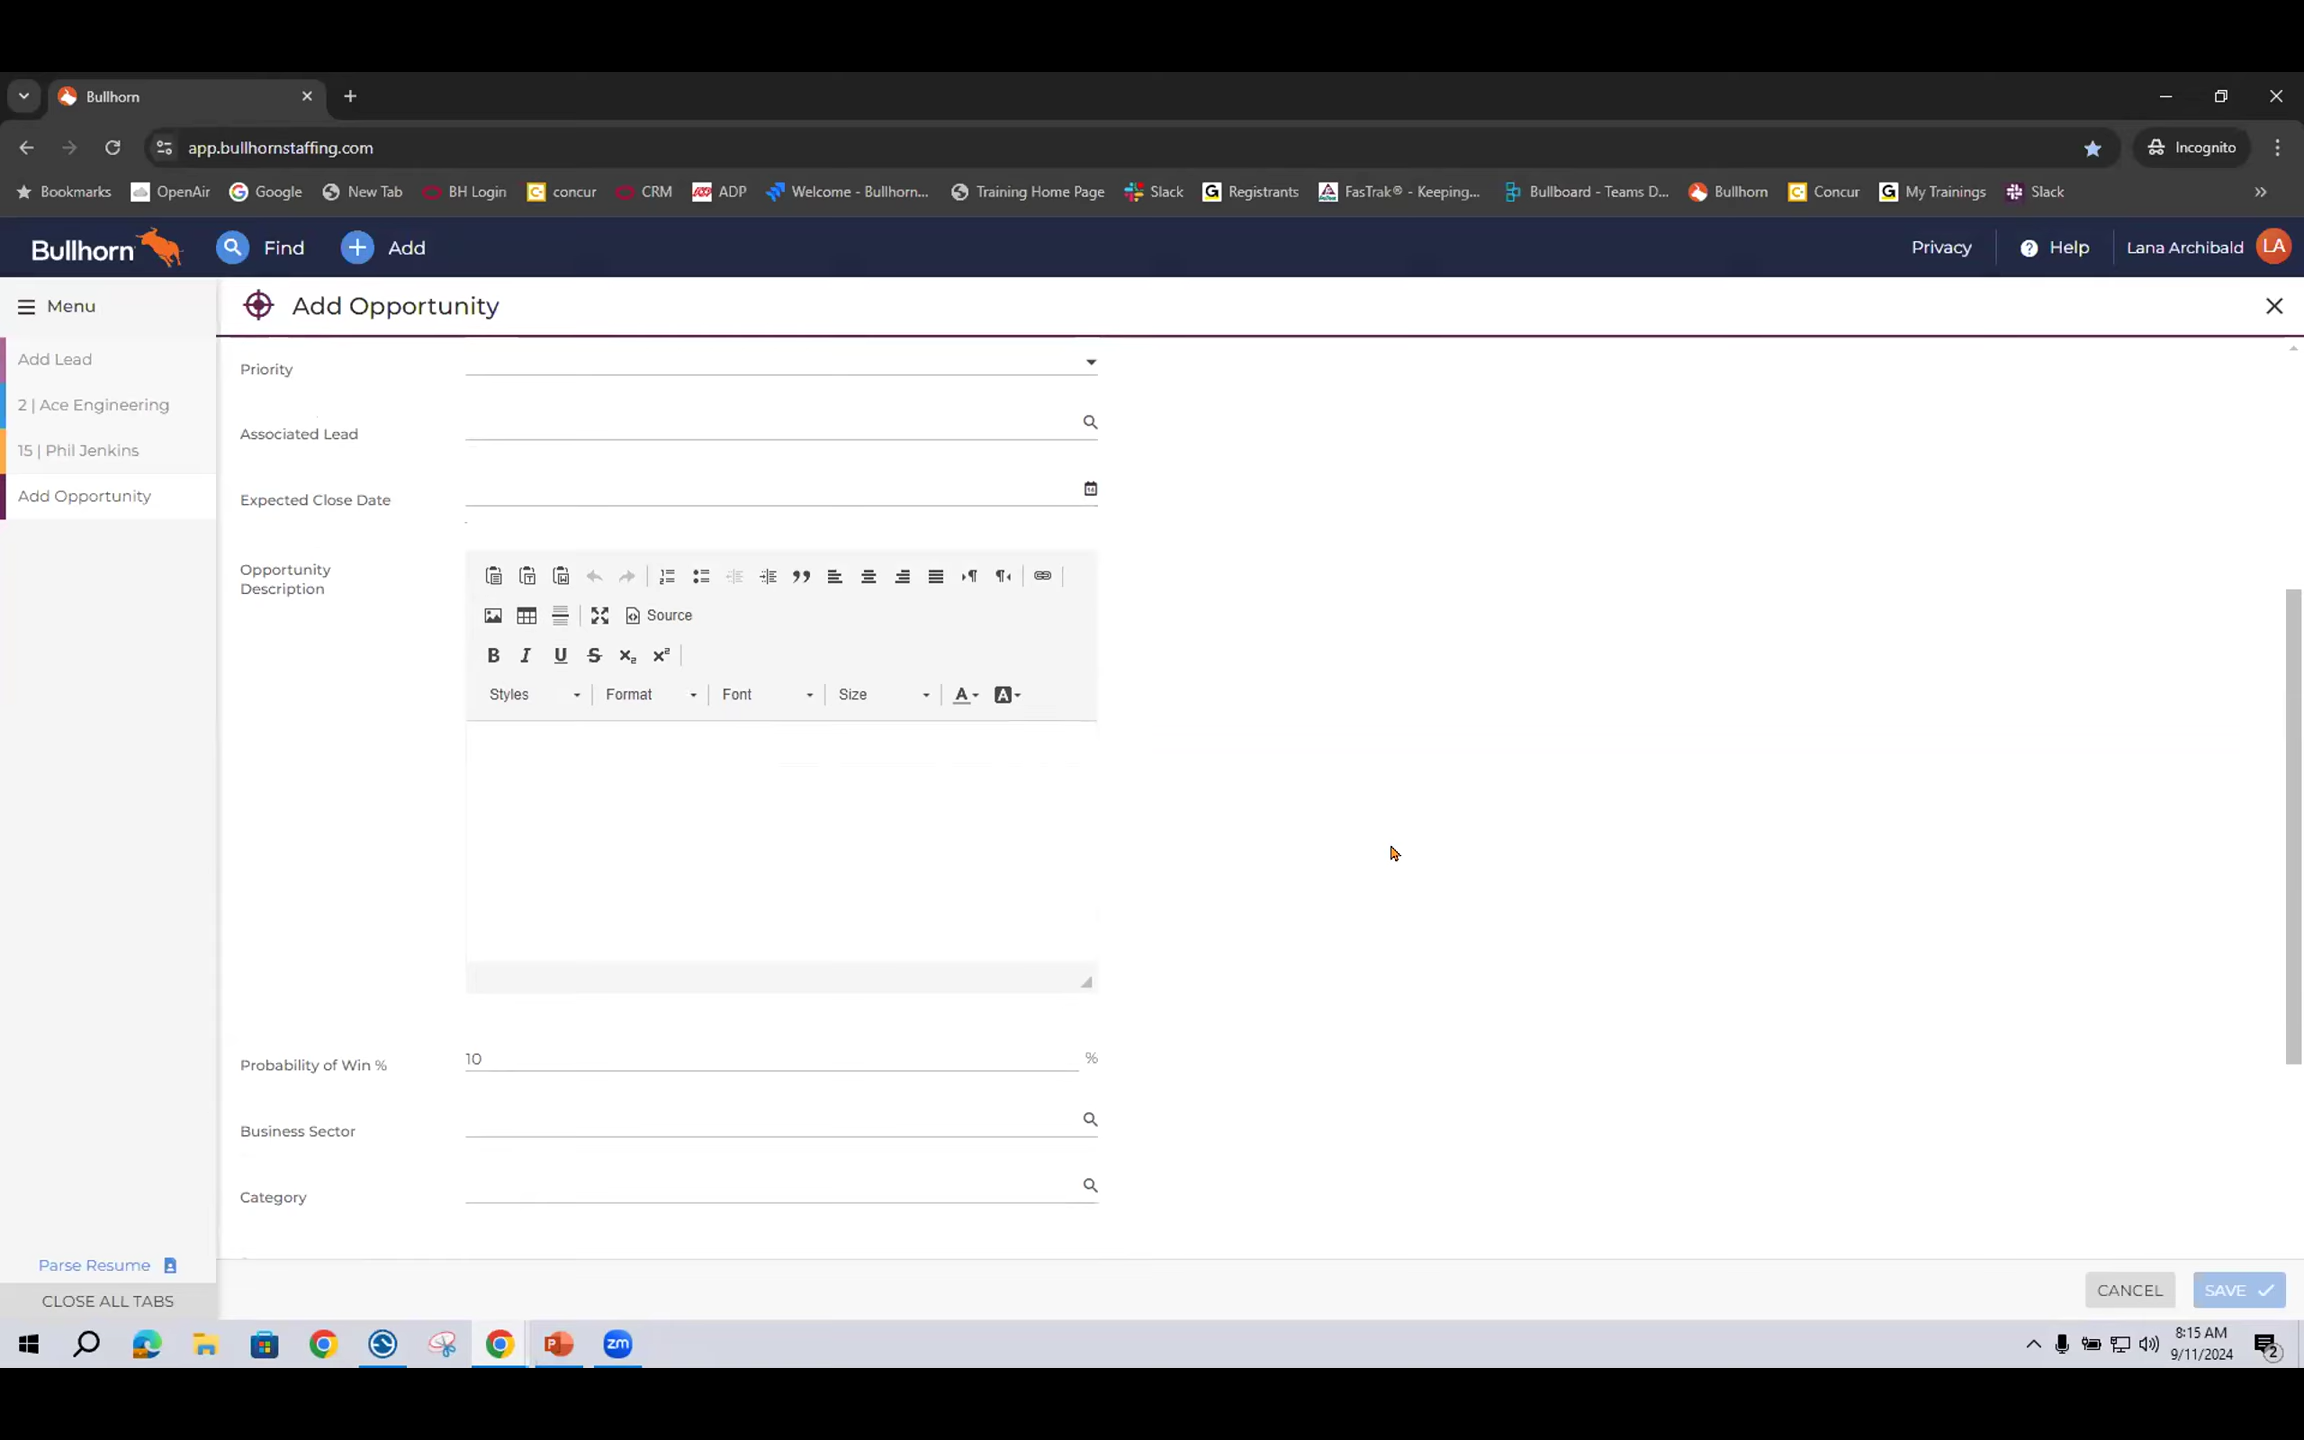 Bullhorn
app.bullhornstaffing.com
Incognito
Bookmarks OpenAir Google New Tab BH Login concur CRM ADP Welcome - Bullhorn... Training Home Page Slack Registrants FasTrak® - Keeping... Bullboard - Teams D... Bullhorn Concur My Trainings Slack
Bullhorn Find Add Privacy Help Lana Archibald LA
Menu
Add Opportunity
Add Lead
2 | Ace Engineering
15 | Phil Jenkins
Add Opportunity
Priority
Associated Lead
Expected Close Date
Opportunity
Description
Source
B I U S x₂ x²
Styles Format Font Size A A
Probability of Win % 10 %
Business Sector
Category
Parse Resume
CLOSE ALL TABS
CANCEL SAVE
zm
8:15 AM
9/11/2024
2